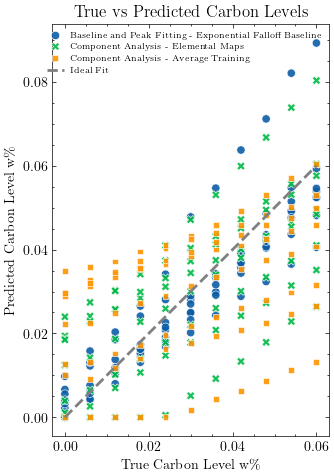 True vs Predicted Carbon Levels
Baseline and Peak Fitting - Exponential Falloff Baseline
Component Analysis - Elemental Maps
Component Analysis - Average Training
Ideal Fit
0.08
0.06
0.04
0.02
0.00
Predicted Carbon Level w%
0.00 0.02 0.04 0.06
True Carbon Level w%